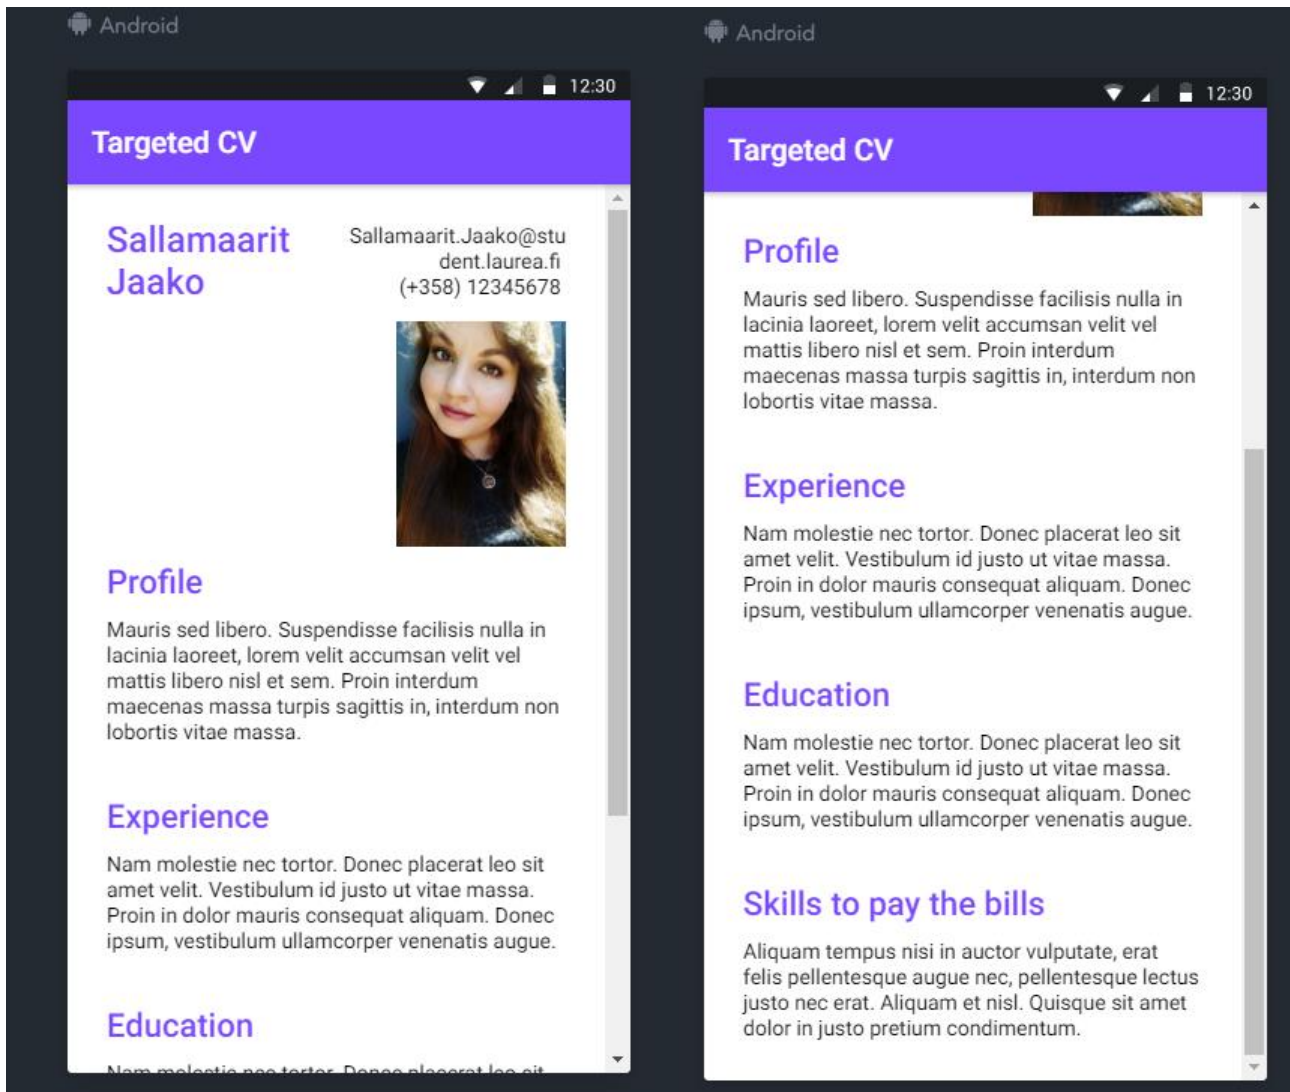 Android
12:30
Targeted CV
Sallamaarit
Jaako
Sallamaarit.Jaako@stu
dent.laurea.fi
(+358) 12345678
Profile
Mauris sed libero. Suspendisse facilisis nulla in
lacinia laoreet, lorem velit accumsan velit vel
mattis libero nisl et sem. Proin interdum
maecenas massa turpis sagittis in, interdum non
lobortis vitae massa.
Experience
Nam molestie nec tortor. Donec placerat leo sit
amet velit. Vestibulum id justo ut vitae massa.
Proin in dolor mauris consequat aliquam. Donec
ipsum, vestibulum ullamcorper venenatis augue.
Education
Nam molestie nec tortor. Donec placerat leo sit
Android
12:30
Targeted CV
Profile
Mauris sed libero. Suspendisse facilisis nulla in
lacinia laoreet, lorem velit accumsan velit vel
mattis libero nisl et sem. Proin interdum
maecenas massa turpis sagittis in, interdum non
lobortis vitae massa.
Experience
Nam molestie nec tortor. Donec placerat leo sit
amet velit. Vestibulum id justo ut vitae massa.
Proin in dolor mauris consequat aliquam. Donec
ipsum, vestibulum ullamcorper venenatis augue.
Education
Nam molestie nec tortor. Donec placerat leo sit
amet velit. Vestibulum id justo ut vitae massa.
Proin in dolor mauris consequat aliquam. Donec
ipsum, vestibulum ullamcorper venenatis augue.
Skills to pay the bills
Aliquam tempus nisi in auctor vulputate, erat
felis pellentesque augue nec, pellentesque lectus
justo nec erat. Aliquam et nisl. Quisque sit amet
dolor in justo pretium condimentum.